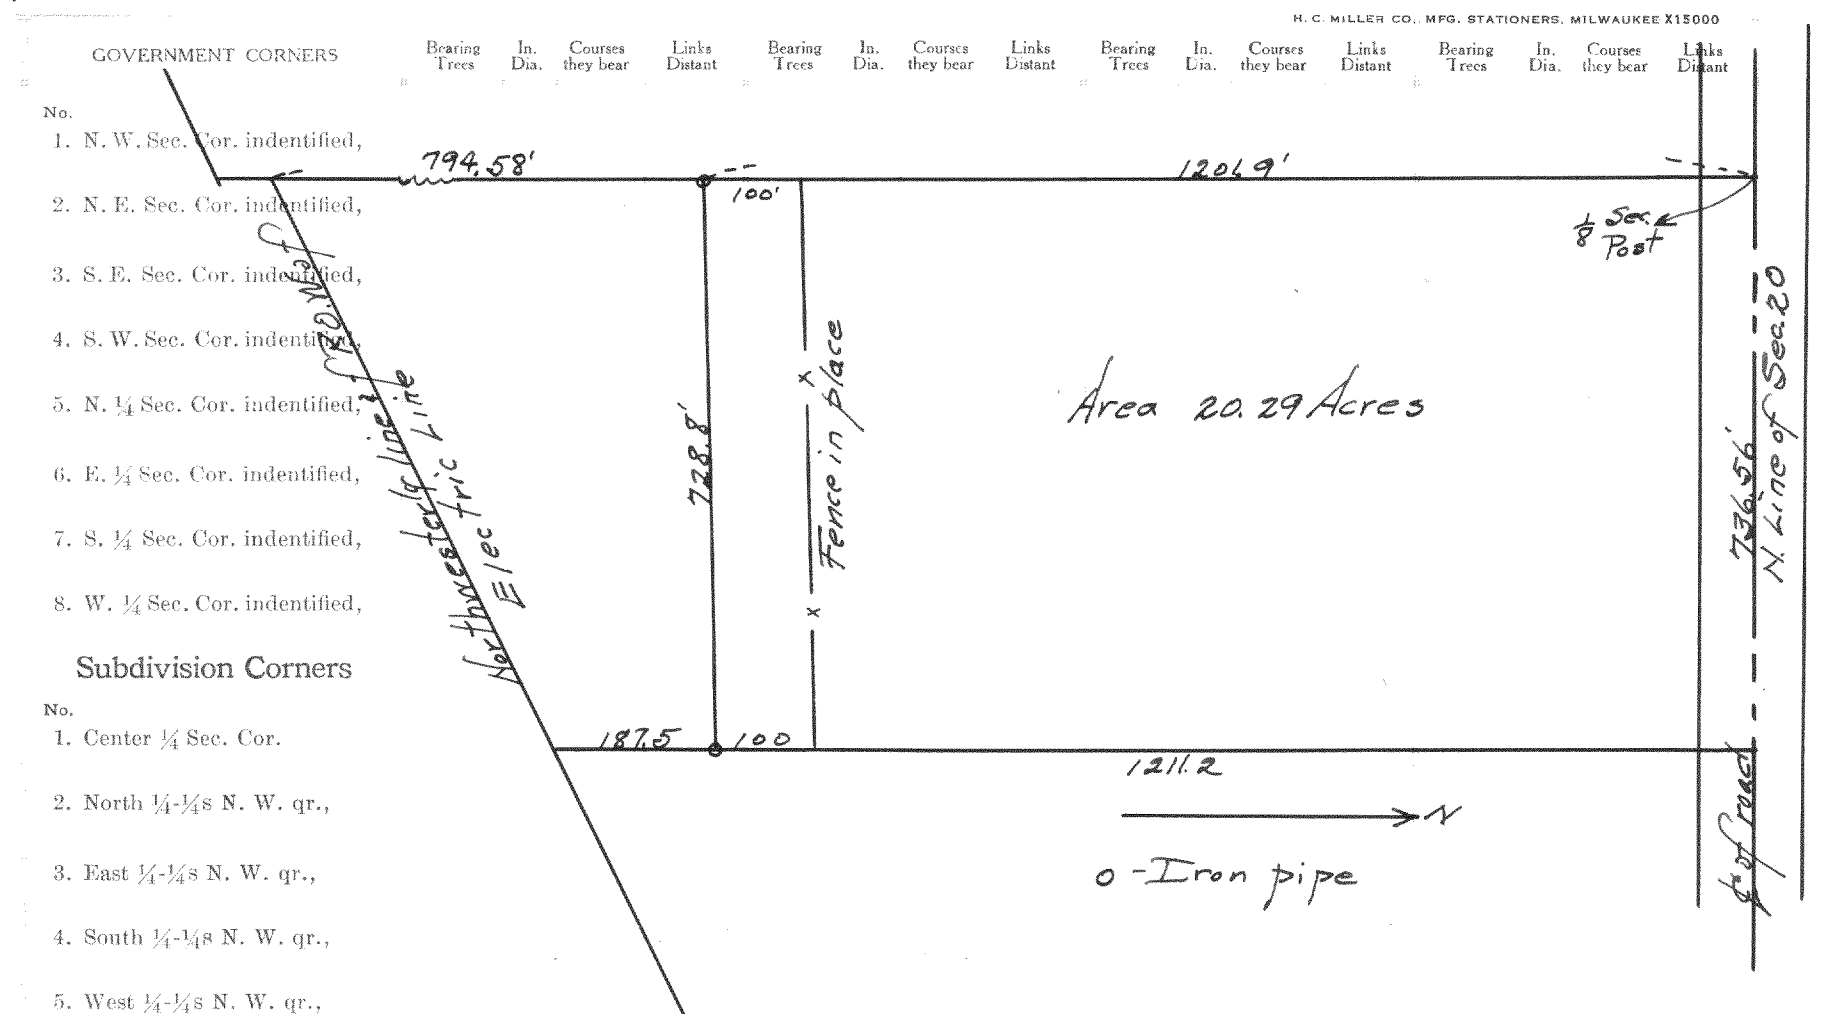 H. C. MILLER CO., MFG. STATIONERS, MILWAUKEE X15000
GOVERNMENT CORNERS
Bearing Trees In. Dia. Courses they bear Links Distant Bearing Trees In. Dia. Courses they bear Links Distant Bearing Trees In. Dia. Courses they bear Links Distant Bearing Trees In. Dia. Courses they bear Links Distant
No.
1. N. W. Sec. Cor. indentified,
2. N. E. Sec. Cor. indentified,
3. S. E. Sec. Cor. indentified,
4. S. W. Sec. Cor. indentified,
5. N. ¼ Sec. Cor. indentified,
6. E. ¼ Sec. Cor. indentified,
7. S. ¼ Sec. Cor. indentified,
8. W. ¼ Sec. Cor. indentified,
Subdivision Corners
No.
1. Center ¼ Sec. Cor.
2. North ¼-¼s N. W. qr.,
3. East ¼-¼s N. W. qr.,
4. South ¼-¼s N. W. qr.,
5. West ¼-¼s N. W. qr.,
794.58'
100'
1201.9'
⅛ Sec.
Post
Northwesterly line of R.O.W. of
Electric Line
728.8'
Fence in place
x
x
Area 20.29 Acres
736.56'
N. Line of Sec. 20
187.5
100
1211.2
N
℄ of road
o - Iron pipe